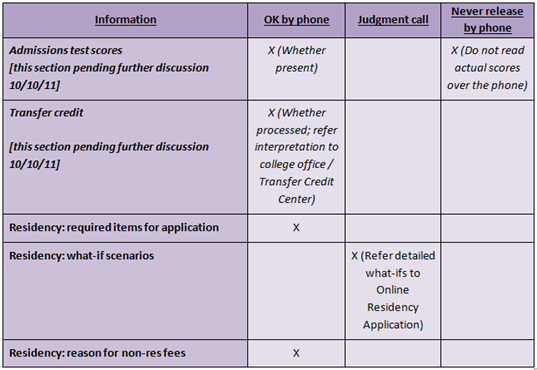 Information
OK by phone
Judgment call
Never release
by phone
Admissions test scores
[this section pending further discussion
10/10/11]
X (Whether
present)
X (Do not read
actual scores
over the phone)
Transfer credit
[this section pending further discussion
10/10/11]
X (Whether
processed; refer
interpretation to
college office /
Transfer Credit
Center)
Residency: required items for application
X
Residency: what-if scenarios
X (Refer detailed
what-ifs to
Online
Residency
Application)
Residency: reason for non-res fees
X